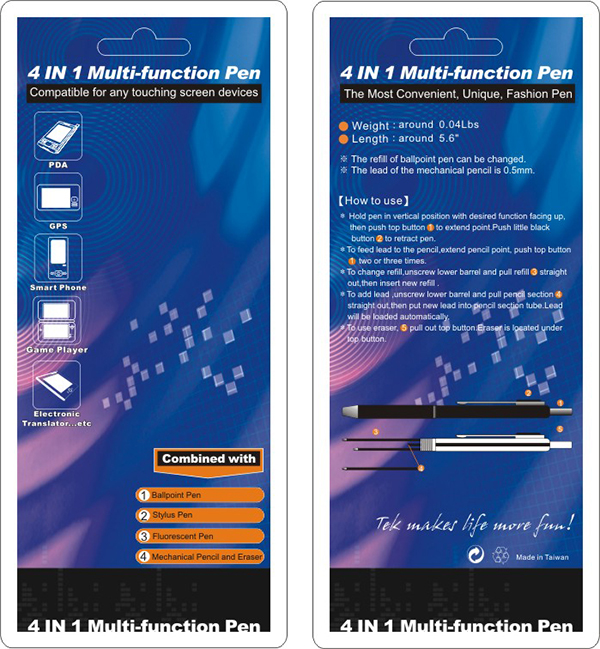 4 IN 1 Multi-function Pen
Compatible for any touching screen devices
PDA
GPS
Smart Phone
Game Player
Electronic
Translator...etc
Combined with
1 Ballpoint Pen
2 Stylus Pen
3 Fluorescent Pen
4 Mechanical Pencil and Eraser
4 IN 1 Multi-function Pen
4 IN 1 Multi-function Pen
The Most Convenient, Unique, Fashion Pen
Weight : around 0.04Lbs
Length : around 5.6"
※ The refill of ballpoint pen can be changed.
※ The lead of the mechanical pencil is 0.5mm.
【How to use】
* Hold pen in vertical position with desired function facing up,
then push top button 1 to extend point.Push little black
button 2 to retract pen.
*To feed lead to the pencil,extend pencil point, push top button
1 two or three times.
*To change refill,unscrew lower barrel and pull refill 3 straight
out,then insert new refill .
*To add lead ,unscrew lower barrel and pull pencil section 4
straight out,then put new lead into pencil section tube.Lead
will be loaded automatically.
*To use eraser, 5 pull out top button.Eraser is located under
top button.
2
1
3
5
4
Tek makes life more fun!
Made in Taiwan
4 IN 1 Multi-function Pen